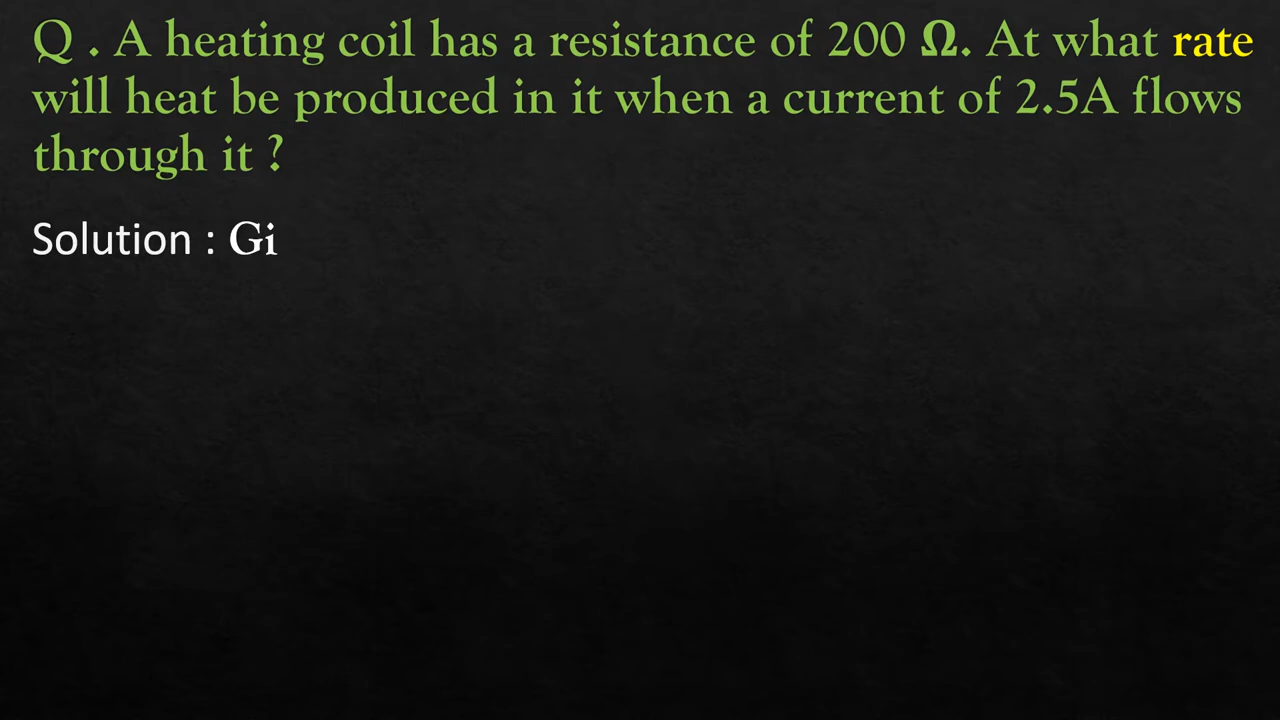 Q . A heating coil has a resistance of 200 Ω. At what rate
will heat be produced in it when a current of 2.5A flows
through it ?
Solution : Gi